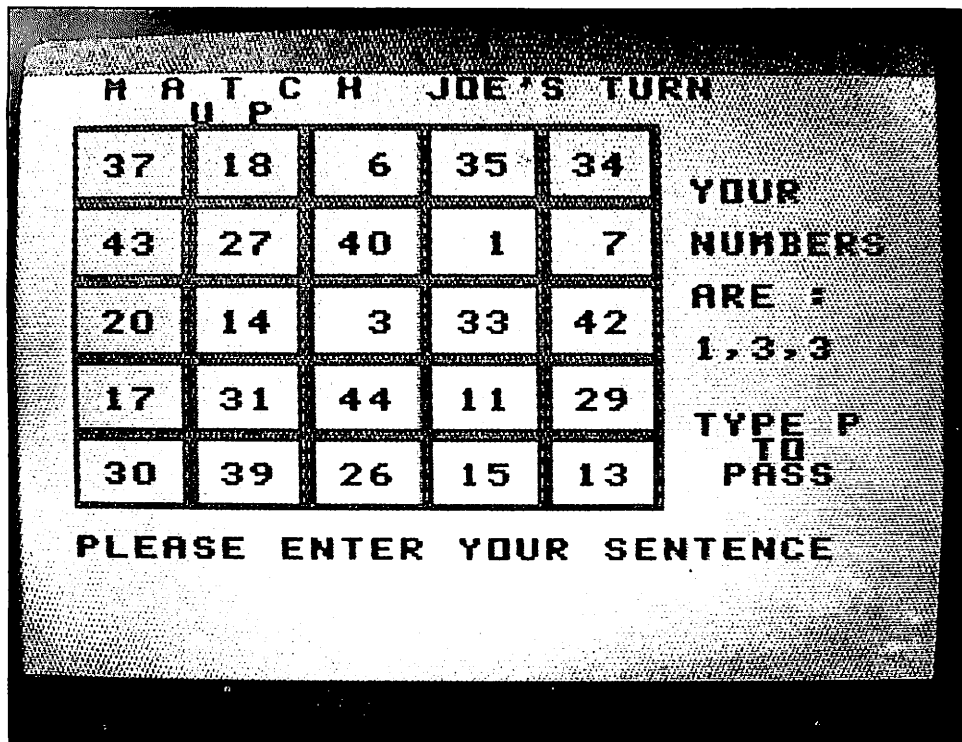 M A T C H JOE'S TURN
U P
37 18 6 35 34
YOUR
43 27 40 1 7
NUMBERS
ARE :
20 14 3 33 42
1,3,3
17 31 44 11 29
TYPE P
TO
30 39 26 15 13
PASS
PLEASE ENTER YOUR SENTENCE